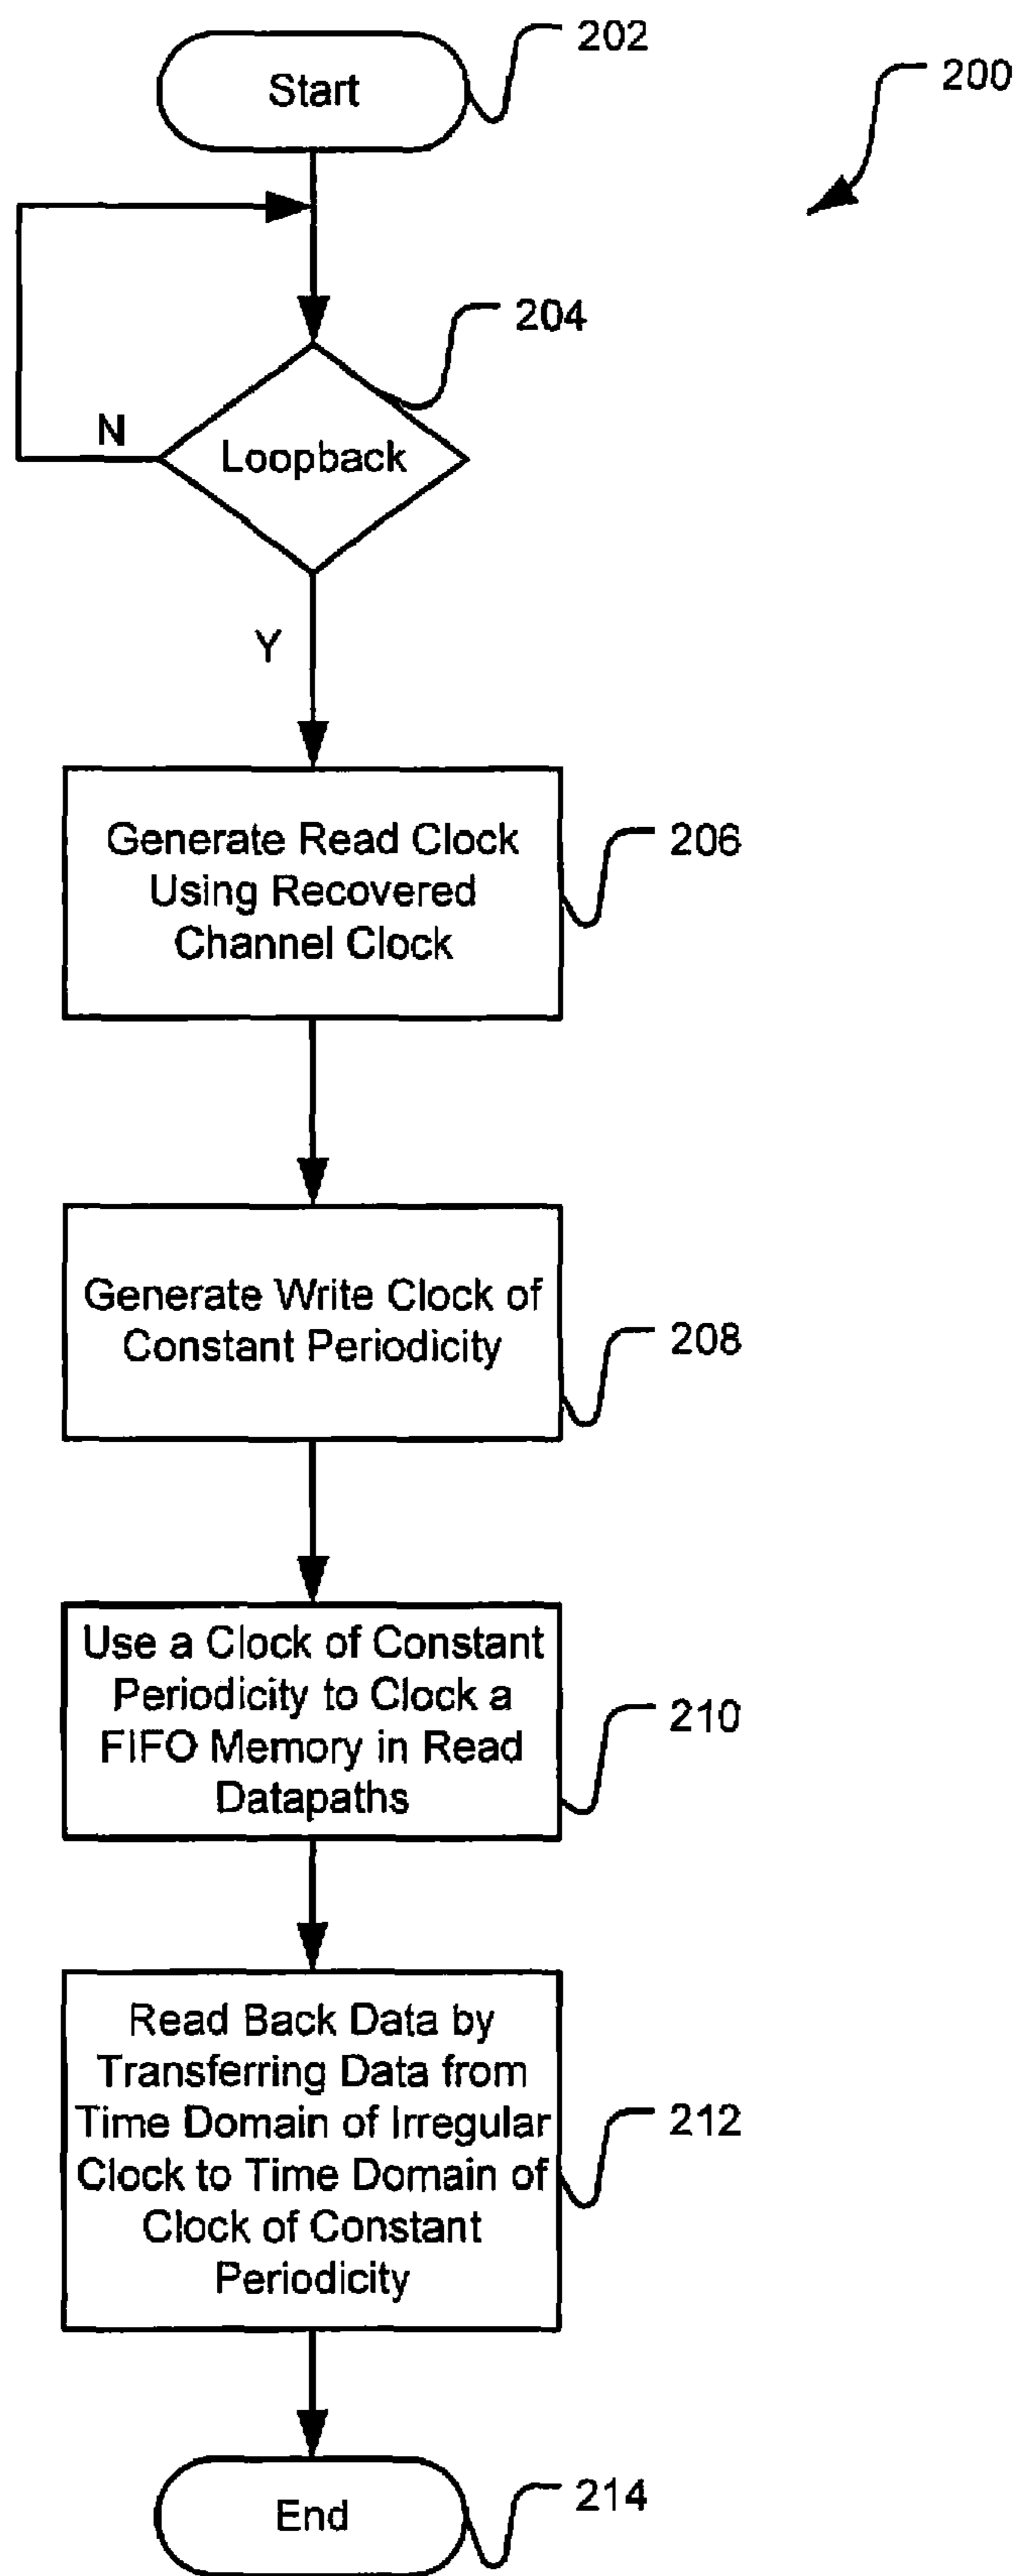 202
200
Start
204
N
Loopback
Y
Generate Read Clock
Using Recovered
Channel Clock
206
Generate Write Clock of
Constant Periodicity
208
Use a Clock of Constant
Periodicity to Clock a
FIFO Memory in Read
Datapaths
210
Read Back Data by
Transferring Data from
Time Domain of Irregular
Clock to Time Domain of
Clock of Constant
Periodicity
212
End
214